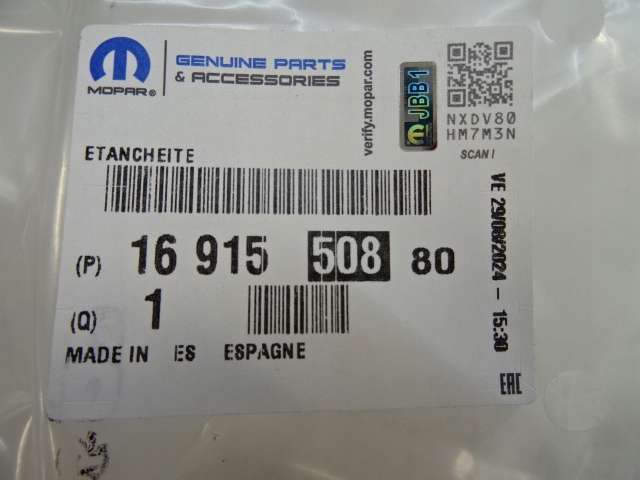 MOPAR®
GENUINE PARTS
& ACCESSORIES
verify.mopar.com
JBB1
NXDV80
HM7M3N
SCAN!
ETANCHEITE
(P) 16 915 508 80
(Q) 1
MADE IN ES ESPAGNE
VE 29/08/2024 - 15:30
EAC